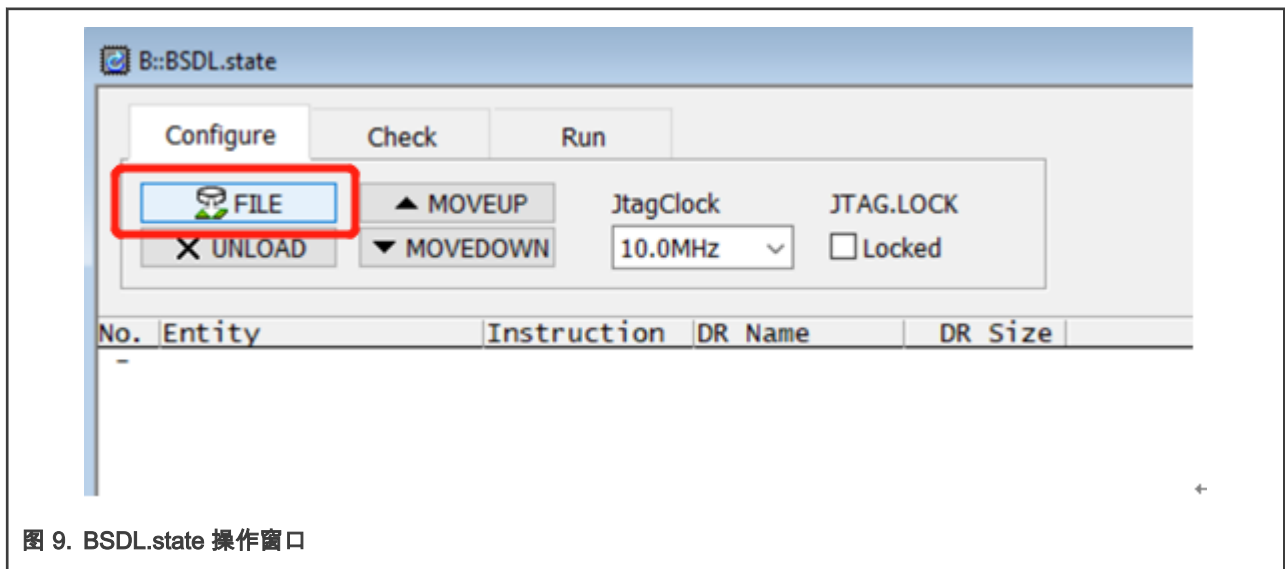 B::BSDL.state
Configure Check Run
FILE ▲ MOVEUP JtagClock JTAG.LOCK
X UNLOAD ▼ MOVEDOWN 10.0MHz Locked
No. Entity Instruction DR Name DR Size
-
图 9. BSDL.state 操作窗口